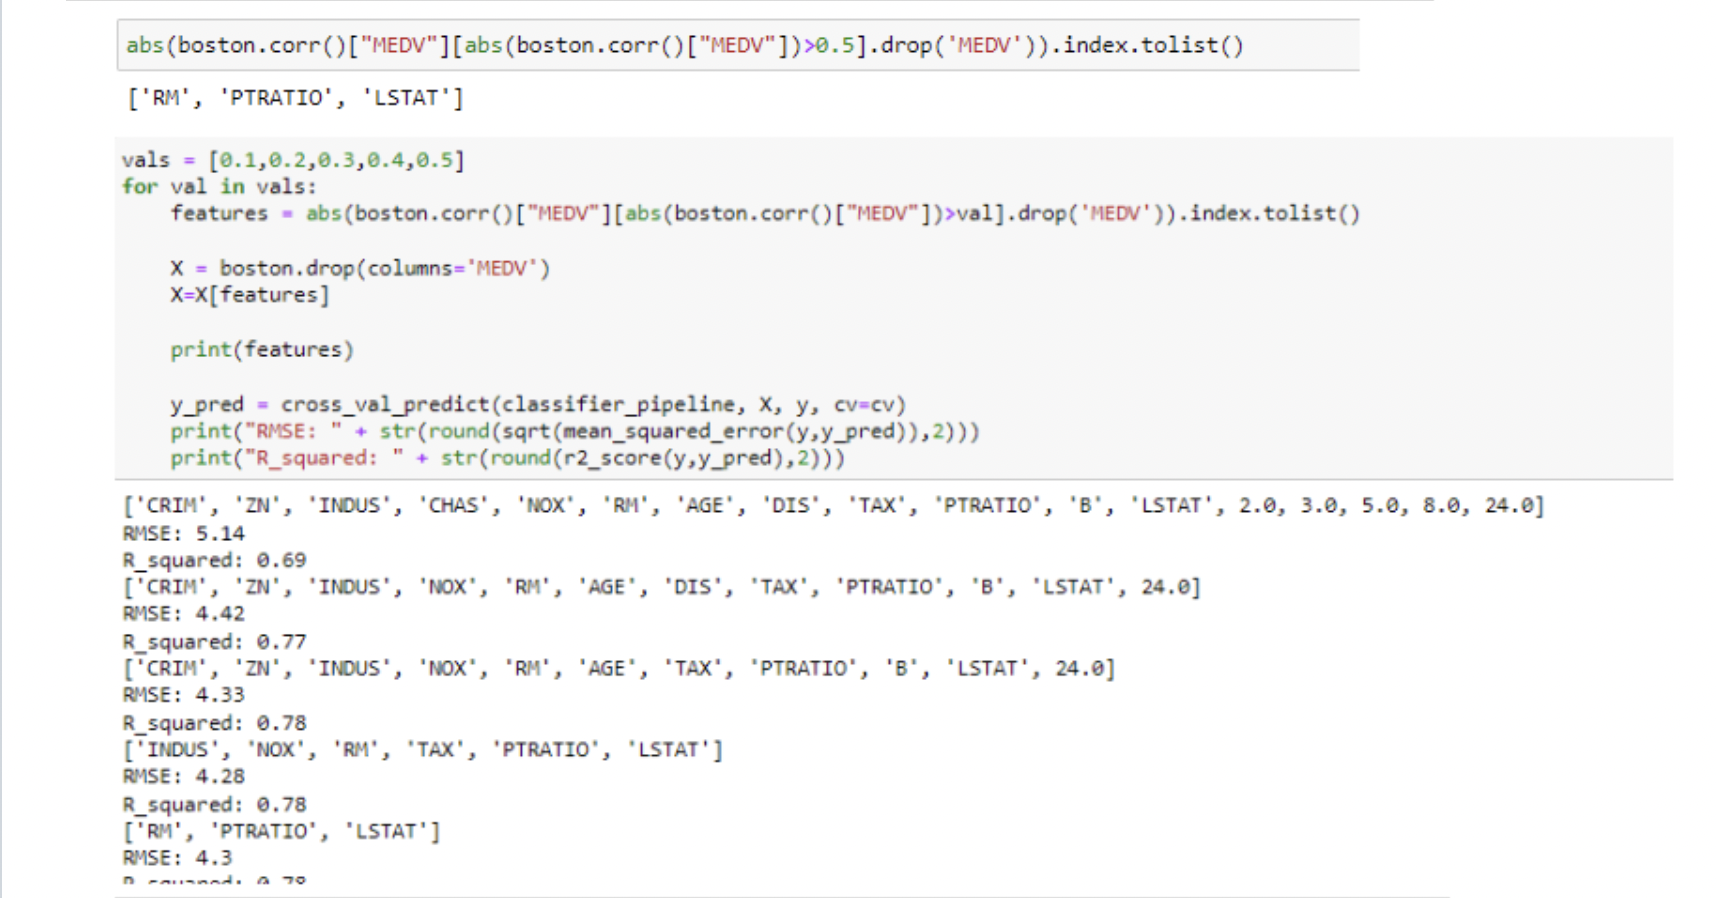 abs(boston.corr()["MEDV"][abs(boston.corr()["MEDV"])>0.5].drop('MEDV')).index.tolist()
['RM', 'PTRATIO', 'LSTAT']
vals = [0.1,0.2,0.3,0.4,0.5]
for val in vals:
    features = abs(boston.corr()["MEDV"][abs(boston.corr()["MEDV"])>val].drop('MEDV')).index.tolist()
    X = boston.drop(columns='MEDV')
    X=X[features]
    print(features)
    y_pred = cross_val_predict(classifier_pipeline, X, y, cv=cv)
    print("RMSE: " + str(round(sqrt(mean_squared_error(y,y_pred)),2)))
    print("R_squared: " + str(round(r2_score(y,y_pred),2)))
['CRIM', 'ZN', 'INDUS', 'CHAS', 'NOX', 'RM', 'AGE', 'DIS', 'TAX', 'PTRATIO', 'B', 'LSTAT', 2.0, 3.0, 5.0, 8.0, 24.0]
RMSE: 5.14
R_squared: 0.69
['CRIM', 'ZN', 'INDUS', 'NOX', 'RM', 'AGE', 'DIS', 'TAX', 'PTRATIO', 'B', 'LSTAT', 24.0]
RMSE: 4.42
R_squared: 0.77
['CRIM', 'ZN', 'INDUS', 'NOX', 'RM', 'AGE', 'TAX', 'PTRATIO', 'B', 'LSTAT', 24.0]
RMSE: 4.33
R_squared: 0.78
['INDUS', 'NOX', 'RM', 'TAX', 'PTRATIO', 'LSTAT']
RMSE: 4.28
R_squared: 0.78
['RM', 'PTRATIO', 'LSTAT']
RMSE: 4.3
R_squared: 0.78